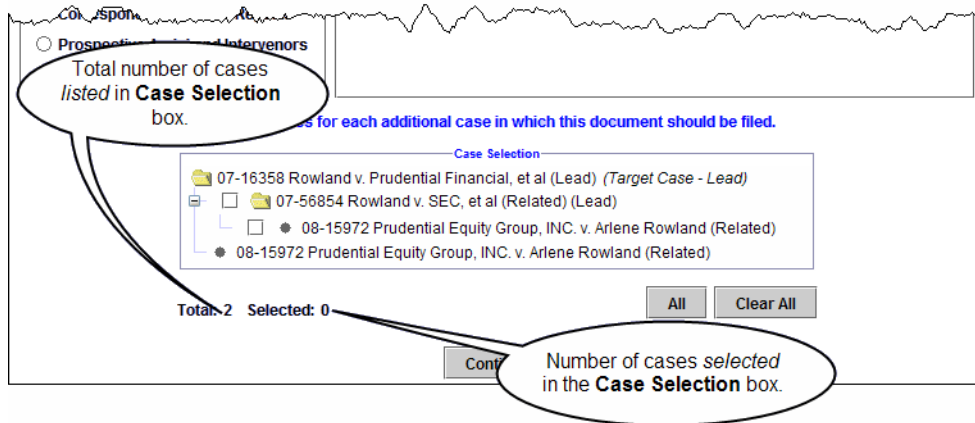 Prospective Amici and Intervenors
Total number of cases
listed in Case Selection
box.
for each additional case in which this document should be filed.
Case Selection
07-16358 Rowland v. Prudential Financial, et al (Lead) (Target Case - Lead)
07-56854 Rowland v. SEC, et al (Related) (Lead)
08-15972 Prudential Equity Group, INC. v. Arlene Rowland (Related)
08-15972 Prudential Equity Group, INC. v. Arlene Rowland (Related)
Total: 2 Selected: 0
All Clear All
Number of cases selected
in the Case Selection box.